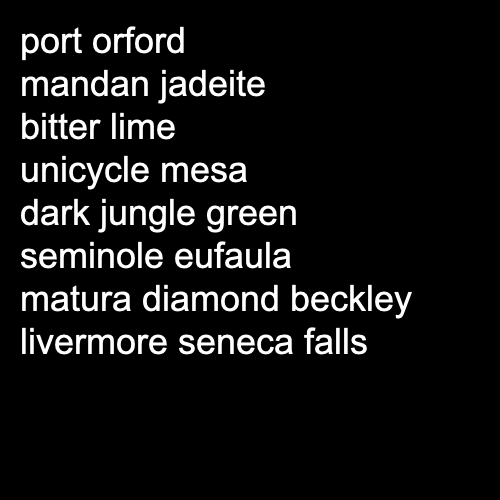 port orford
mandan jadeite
bitter lime
unicycle mesa
dark jungle green
seminole eufaula
matura diamond beckley
livermore seneca falls